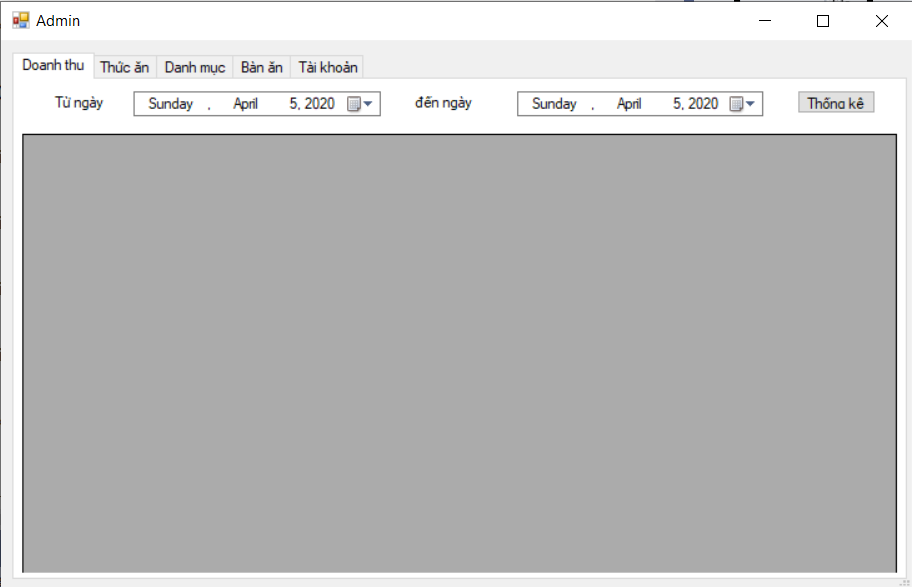 Admin
Doanh thu Thức ăn Danh mục Bàn ăn Tài khoản
Từ ngày Sunday , April 5, 2020 đến ngày Sunday , April 5, 2020 Thống kê